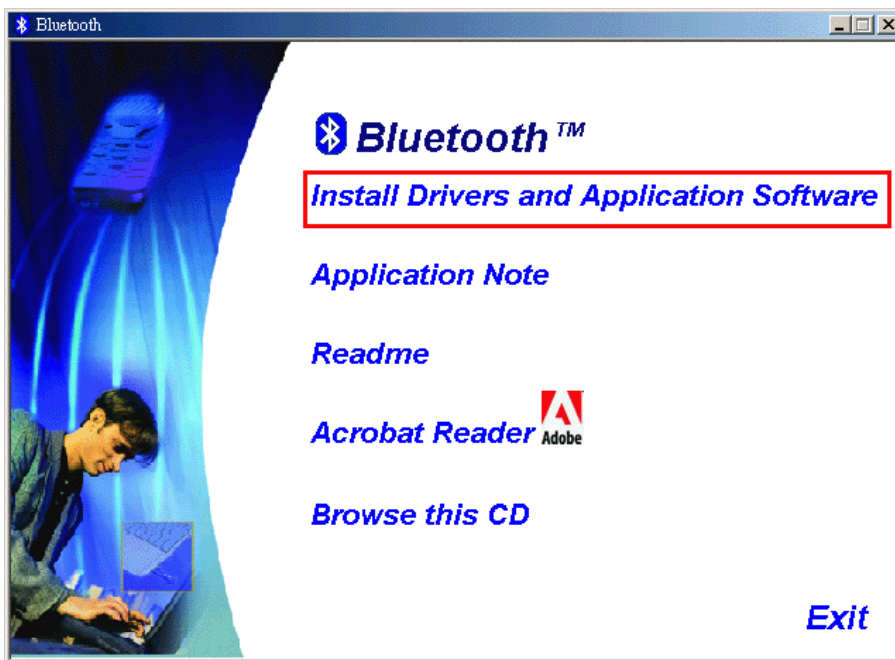 Bluetooth
Bluetooth™
Install Drivers and Application Software
Application Note
Readme
Acrobat Reader
Adobe
Browse this CD
Exit